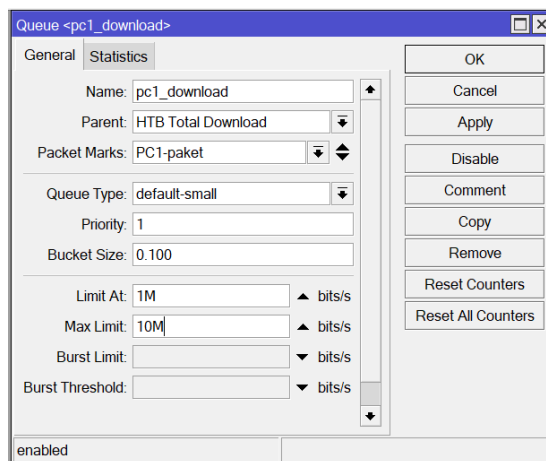 Queue <pc1_download>
General Statistics
Name: pc1_download
Parent: HTB Total Download
Packet Marks: PC1-paket
Queue Type: default-small
Priority: 1
Bucket Size: 0.100
Limit At: 1M bits/s
Max Limit: 10M bits/s
Burst Limit: bits/s
Burst Threshold: bits/s
OK
Cancel
Apply
Disable
Comment
Copy
Remove
Reset Counters
Reset All Counters
enabled